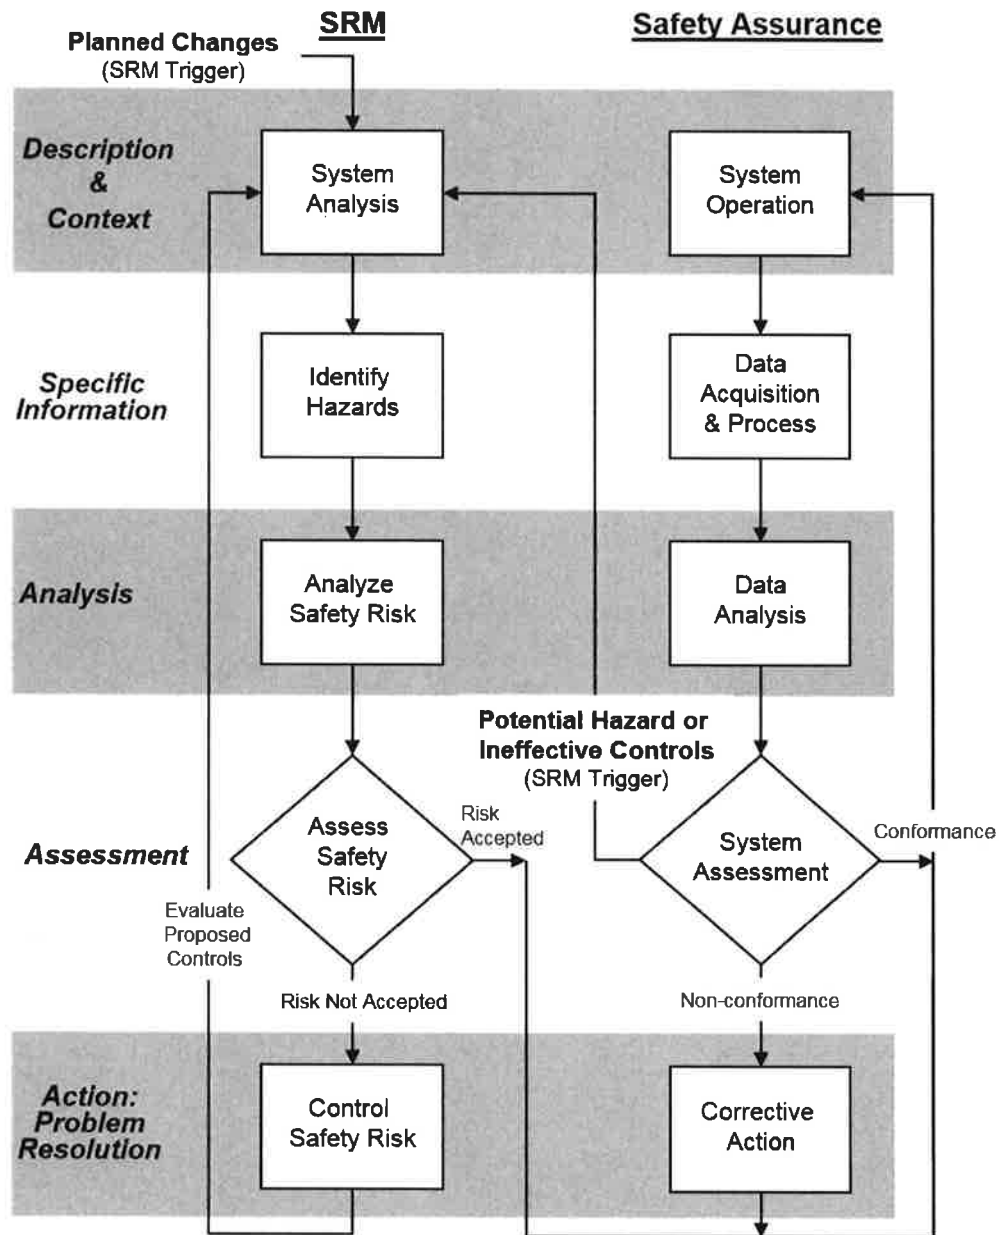 SRM
Safety Assurance
Planned Changes
(SRM Trigger)
Description
&
Context
System
Analysis
System
Operation
Specific
Information
Identify
Hazards
Data
Acquisition
& Process
Analysis
Analyze
Safety Risk
Data
Analysis
Potential Hazard or
Ineffective Controls
(SRM Trigger)
Assessment
Assess
Safety
Risk
Risk
Accepted
System
Assessment
Conformance
Evaluate
Proposed
Controls
Risk Not Accepted
Non-conformance
Action:
Problem
Resolution
Control
Safety Risk
Corrective
Action